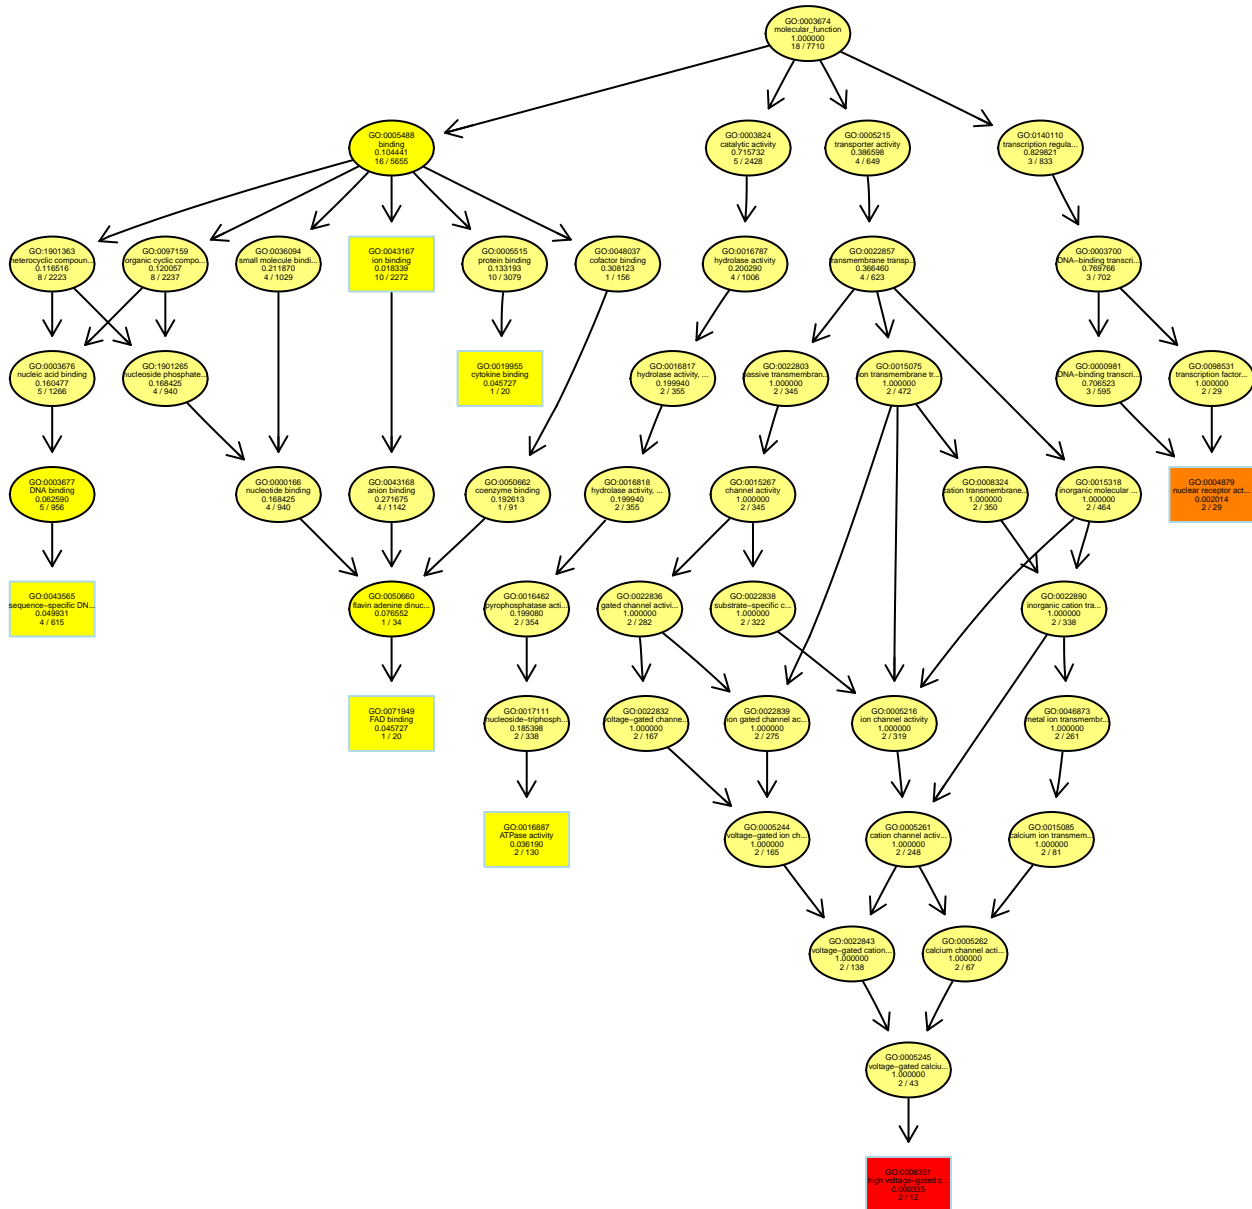 GO:0003674
molecular_function
1.000000
18 / 7710
GO:0005488
binding
0.104441
16 / 5655
GO:0003824
catalytic activity
0.715732
5 / 2428
GO:0005215
transporter activity
0.386598
4 / 649
GO:0140110
transcription regula...
0.829821
3 / 833
GO:1901363
heterocyclic compoun...
0.116516
8 / 2223
GO:0097159
organic cyclic compo...
0.120057
8 / 2237
GO:0036094
small molecule bindi...
0.211870
4 / 1029
GO:0043167
ion binding
0.018339
10 / 2272
GO:0005515
protein binding
0.133193
10 / 3079
GO:0048037
cofactor binding
0.308123
1 / 156
GO:0016787
hydrolase activity
0.200290
4 / 1006
GO:0022857
transmembrane transp...
0.366460
4 / 623
GO:0003700
DNA−binding transcri...
0.769766
3 / 702
GO:0003676
nucleic acid binding
0.160477
5 / 1266
GO:1901265
nucleoside phosphate...
0.168425
4 / 940
GO:0019955
cytokine binding
0.045727
1 / 20
GO:0016817
hydrolase activity, ...
0.199940
2 / 355
GO:0022803
passive transmembran...
1.000000
2 / 345
GO:0015075
ion transmembrane tr...
1.000000
2 / 472
GO:0000981
DNA−binding transcri...
0.706523
3 / 595
GO:0098531
transcription factor...
1.000000
2 / 29
GO:0003677
DNA binding
0.062590
5 / 956
GO:0000166
nucleotide binding
0.168425
4 / 940
GO:0043168
anion binding
0.271675
4 / 1142
GO:0050662
coenzyme binding
0.192613
1 / 91
GO:0016818
hydrolase activity, ...
0.199940
2 / 355
GO:0015267
channel activity
1.000000
2 / 345
GO:0008324
cation transmembrane...
1.000000
2 / 350
GO:0015318
inorganic molecular ...
1.000000
2 / 464
GO:0004879
nuclear receptor act...
0.002014
2 / 29
GO:0043565
sequence−specific DN...
0.049931
4 / 615
GO:0050660
flavin adenine dinuc...
0.076552
1 / 34
GO:0016462
pyrophosphatase acti...
0.199080
2 / 354
GO:0022836
gated channel activi...
1.000000
2 / 282
GO:0022838
substrate−specific c...
1.000000
2 / 322
GO:0022890
inorganic cation tra...
1.000000
2 / 338
GO:0071949
FAD binding
0.045727
1 / 20
GO:0017111
nucleoside−triphosph...
0.185398
2 / 338
GO:0022832
voltage−gated channe...
1.000000
2 / 167
GO:0022839
ion gated channel ac...
1.000000
2 / 275
GO:0005216
ion channel activity
1.000000
2 / 319
GO:0046873
metal ion transmembr...
1.000000
2 / 261
GO:0016887
ATPase activity
0.036190
2 / 130
GO:0005244
voltage−gated ion ch...
1.000000
2 / 165
GO:0005261
cation channel activ...
1.000000
2 / 248
GO:0015085
calcium ion transmem...
1.000000
2 / 81
GO:0022843
voltage−gated cation...
1.000000
2 / 138
GO:0005262
calcium channel acti...
1.000000
2 / 67
GO:0005245
voltage−gated calciu...
1.000000
2 / 43
GO:0008331
high voltage−gated c...
0.000335
2 / 12